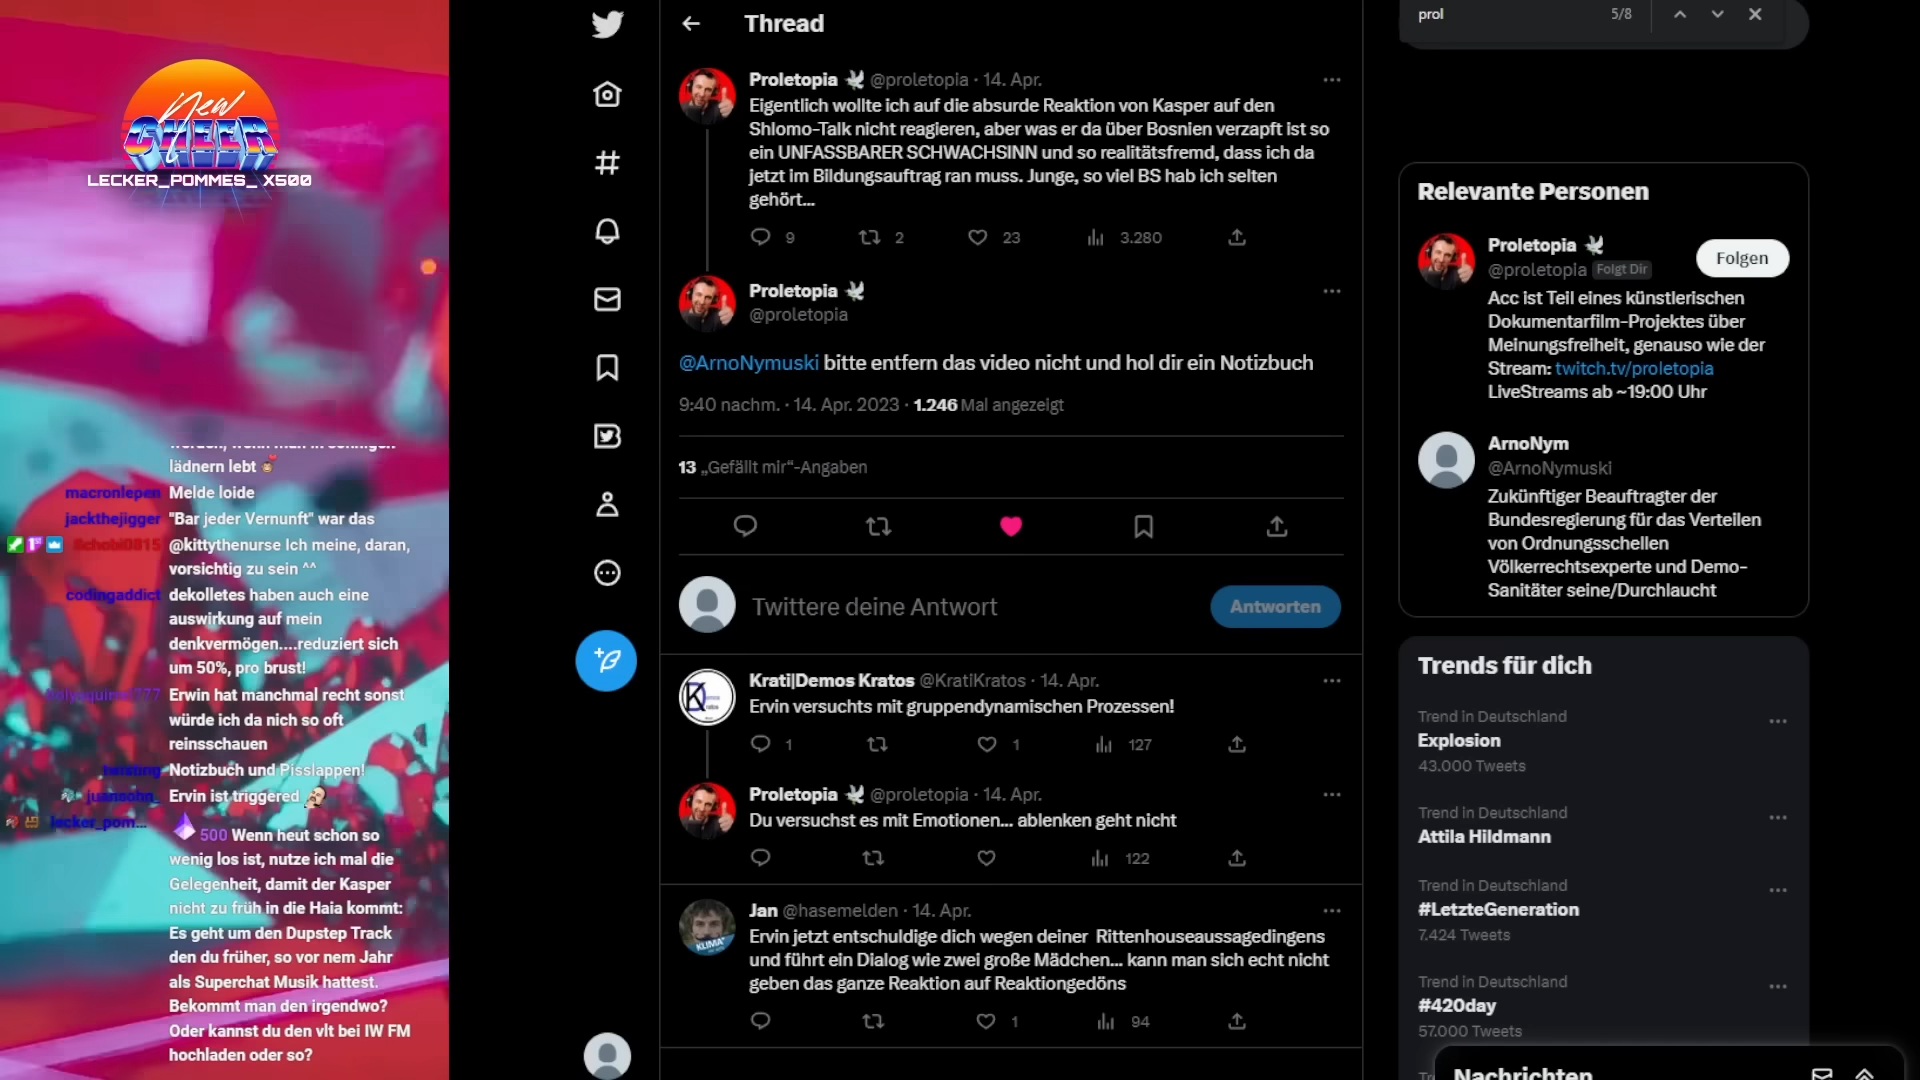 New
CHEER
LECKER_POMMES_ X500
lädnern lebt
macronlepen Melde loide
jackthejigger "Bar jeder Vernunft" war das
Schobi0815 @kittythenurse Ich meine, daran,
vorsichtig zu sein ^^
codingaddict dekolletes haben auch eine
auswirkung auf mein
denkvermögen....reduziert sich
um 50%, pro brust!
Erwin hat manchmal recht sonst
würde ich da nich so oft
reinsschauen
Notizbuch und Pisslappen!
Ervin ist triggered
lecker_pom...
500 Wenn heut schon so
wenig los ist, nutze ich mal die
Gelegenheit, damit der Kasper
nicht zu früh in die Haia kommt:
Es geht um den Dupstep Track
den du früher, so vor nem Jahr
als Superchat Musik hattest.
Bekommt man den irgendwo?
Oder kannst du den vlt bei IW FM
hochladen oder so?
Thread
Proletopia @proletopia · 14. Apr.
Eigentlich wollte ich auf die absurde Reaktion von Kasper auf den
Shlomo-Talk nicht reagieren, aber was er da über Bosnien verzapft ist so
ein UNFASSBARER SCHWACHSINN und so realitätsfremd, dass ich da
jetzt im Bildungsauftrag ran muss. Junge, so viel BS hab ich selten
gehört...
9 2 23 3.280
Proletopia
@proletopia
@ArnoNymuski bitte entfern das video nicht und hol dir ein Notizbuch
9:40 nachm. · 14. Apr. 2023 · 1.246 Mal angezeigt
13 „Gefällt mir“-Angaben
Twittere deine Antwort
Antworten
Krati|Demos Kratos @KratiKratos · 14. Apr.
Ervin versuchts mit gruppendynamischen Prozessen!
1 1 127
Proletopia @proletopia · 14. Apr.
Du versuchst es mit Emotionen... ablenken geht nicht
122
Jan @hasemelden · 14. Apr.
Ervin jetzt entschuldige dich wegen deiner Rittenhouseaussagedingens
und führt ein Dialog wie zwei große Mädchen... kann man sich echt nicht
geben das ganze Reaktion auf Reaktiongedöns
1 94
KLIMA
prol 5/8
Relevante Personen
Proletopia
@proletopia Folgt Dir
Folgen
Acc ist Teil eines künstlerischen
Dokumentarfilm-Projektes über
Meinungsfreiheit, genauso wie der
Stream: twitch.tv/proletopia
LiveStreams ab ~19:00 Uhr
ArnoNym
@ArnoNymuski
Zukünftiger Beauftragter der
Bundesregierung für das Verteilen
von Ordnungsschellen
Völkerrechtsexperte und Demo-
Sanitäter seine/Durchlaucht
Trends für dich
Trend in Deutschland
Explosion
43.000 Tweets
Trend in Deutschland
Attila Hildmann
Trend in Deutschland
#LetzteGeneration
7.424 Tweets
Trend in Deutschland
#420day
57.000 Tweets
Nachrichten